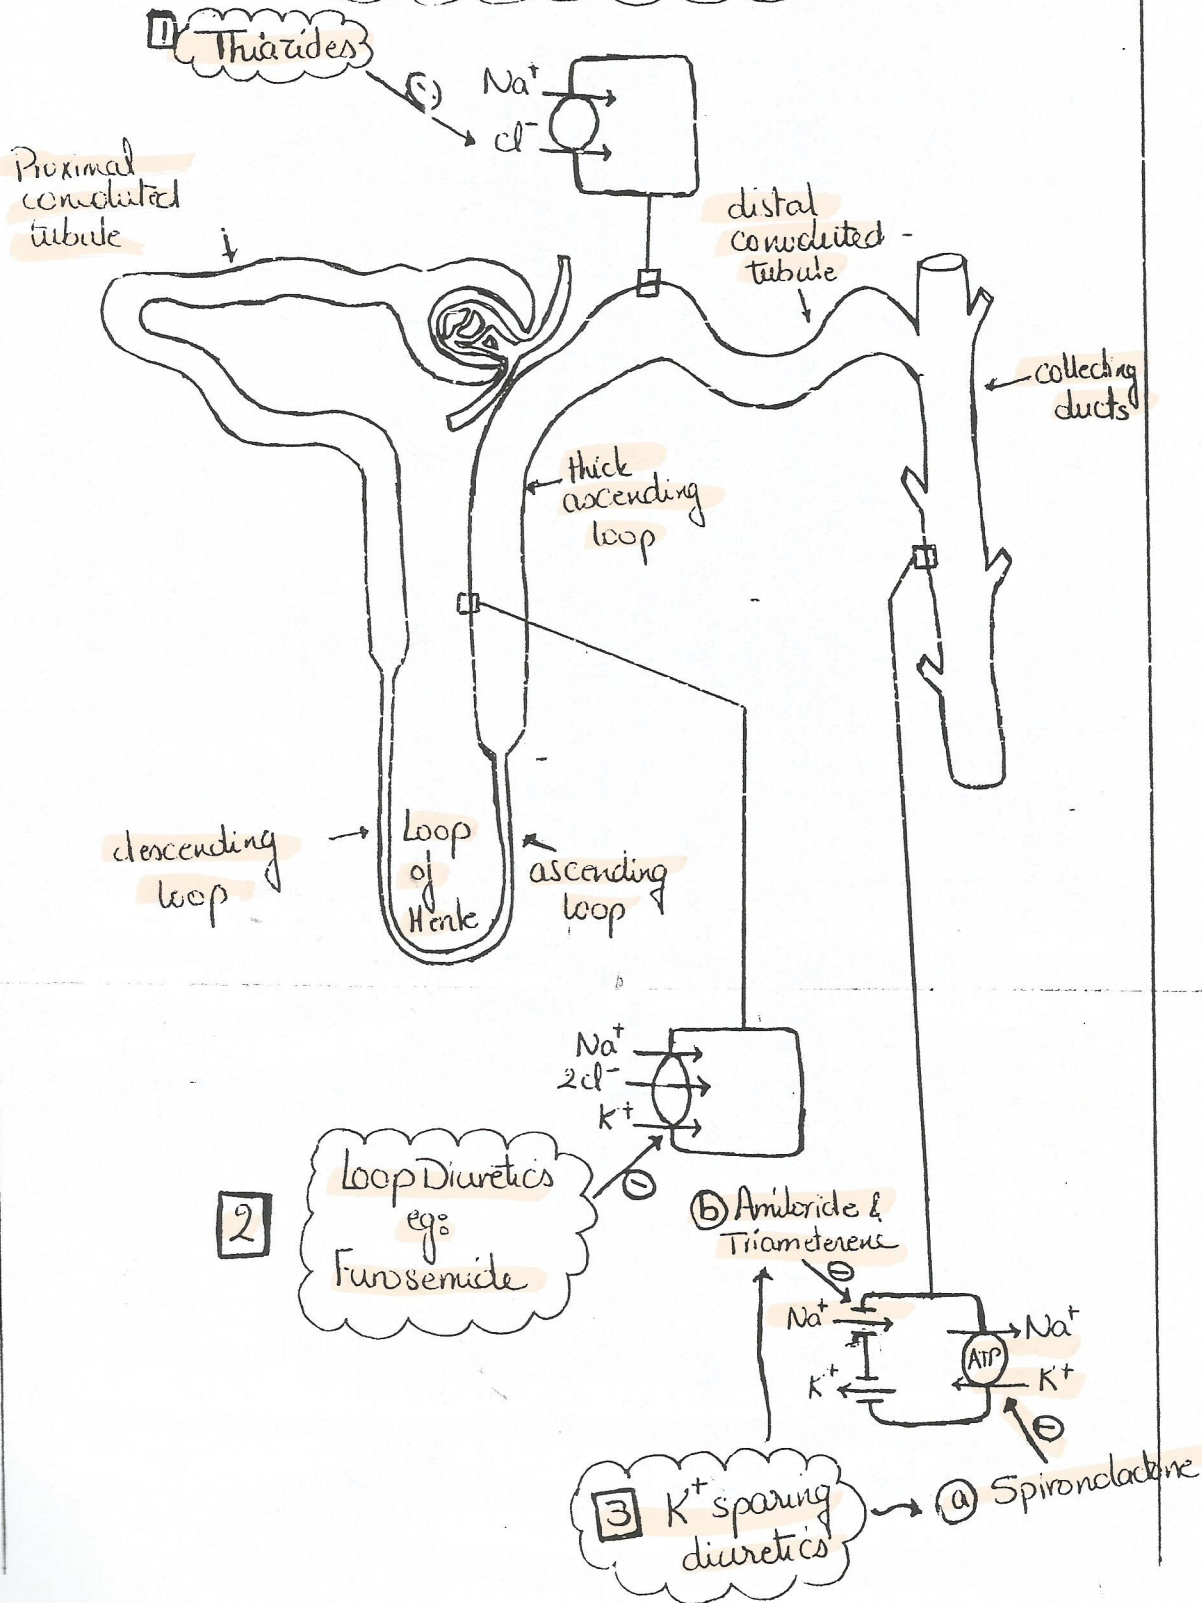 1 Thiazides
(-)
Na+
Cl-
Proximal
convoluted
tubule
distal
convoluted
tubule
collecting
ducts
thick
ascending
loop
descending
loop
Loop
of
Henle
ascending
loop
Na+
2Cl-
K+
2
Loop Diuretics
eg:
Furosemide
(-)
(b) Amiloride &
Triameterene
(-)
Na+
K+
Na+
ATP
K+
(-)
3 K+ sparing
diuretics
(a) Spironolactone